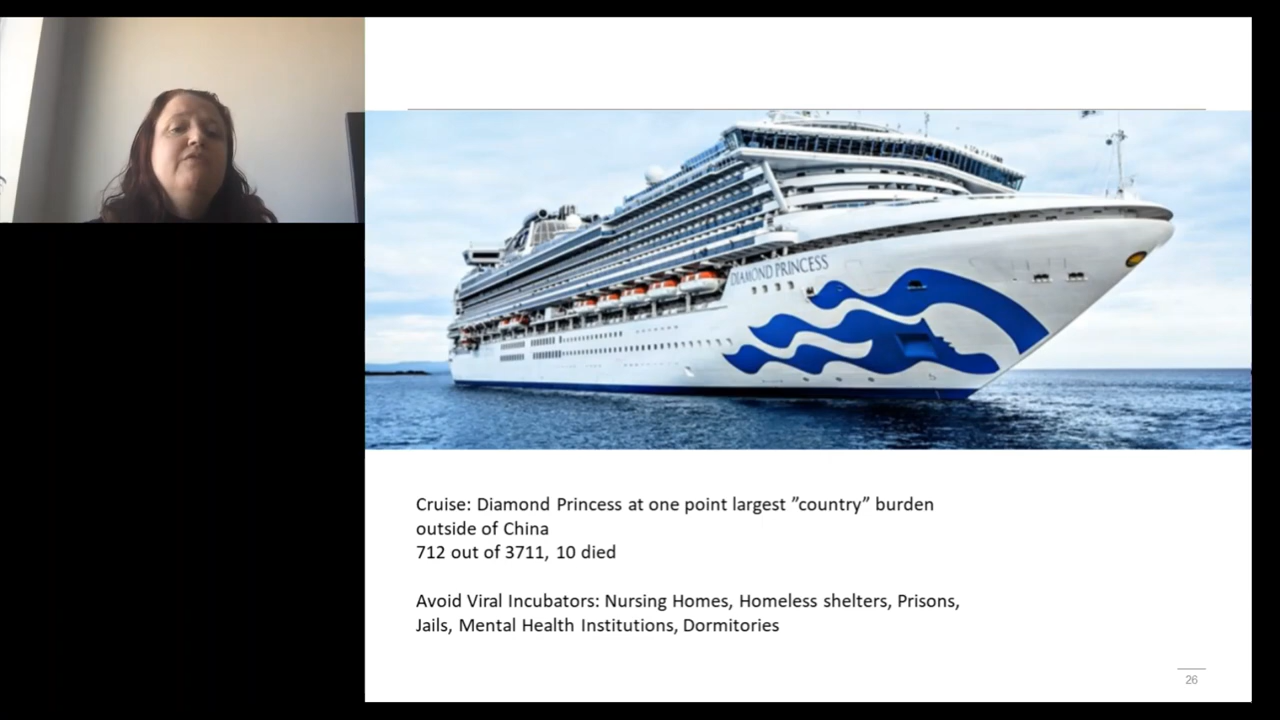 DIAMOND PRINCESS
Cruise: Diamond Princess at one point largest ”country” burden
outside of China
712 out of 3711, 10 died
Avoid Viral Incubators: Nursing Homes, Homeless shelters, Prisons,
Jails, Mental Health Institutions, Dormitories
26